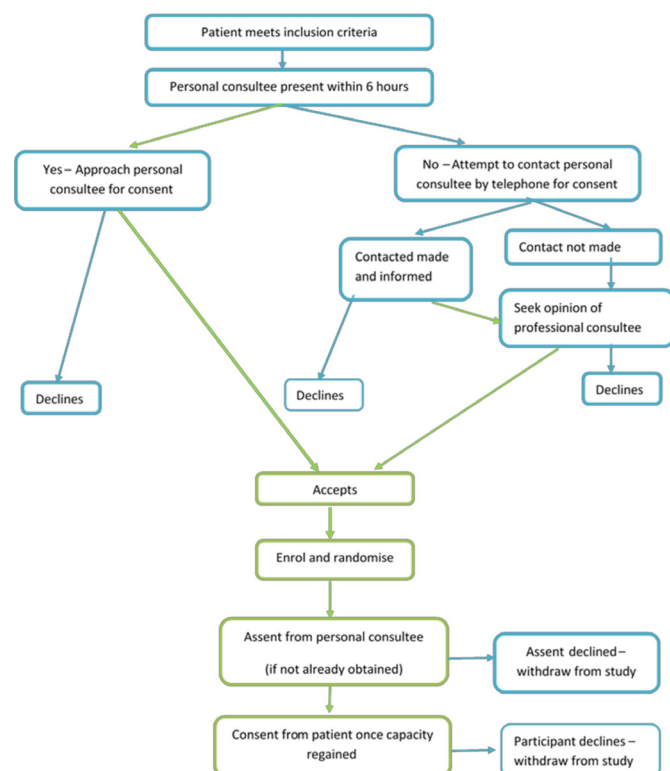 Patient meets inclusion criteria
Personal consultee present within 6 hours
Yes – Approach personal
consultee for consent
No – Attempt to contact personal
consultee by telephone for consent
Contacted made
and informed
Contact not made
Seek opinion of
professional consultee
Declines
Declines
Declines
Accepts
Enrol and randomise
Assent from personal consultee
(if not already obtained)
Assent declined –
withdraw from study
Consent from patient once capacity
regained
Participant declines –
withdraw from study